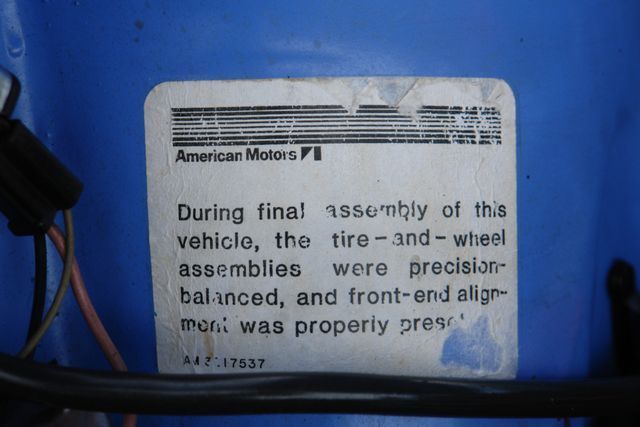 American Motors
During final assembly of this
vehicle, the tire-and-wheel
assemblies were precision-
balanced, and front-end align-
ment was properly preset